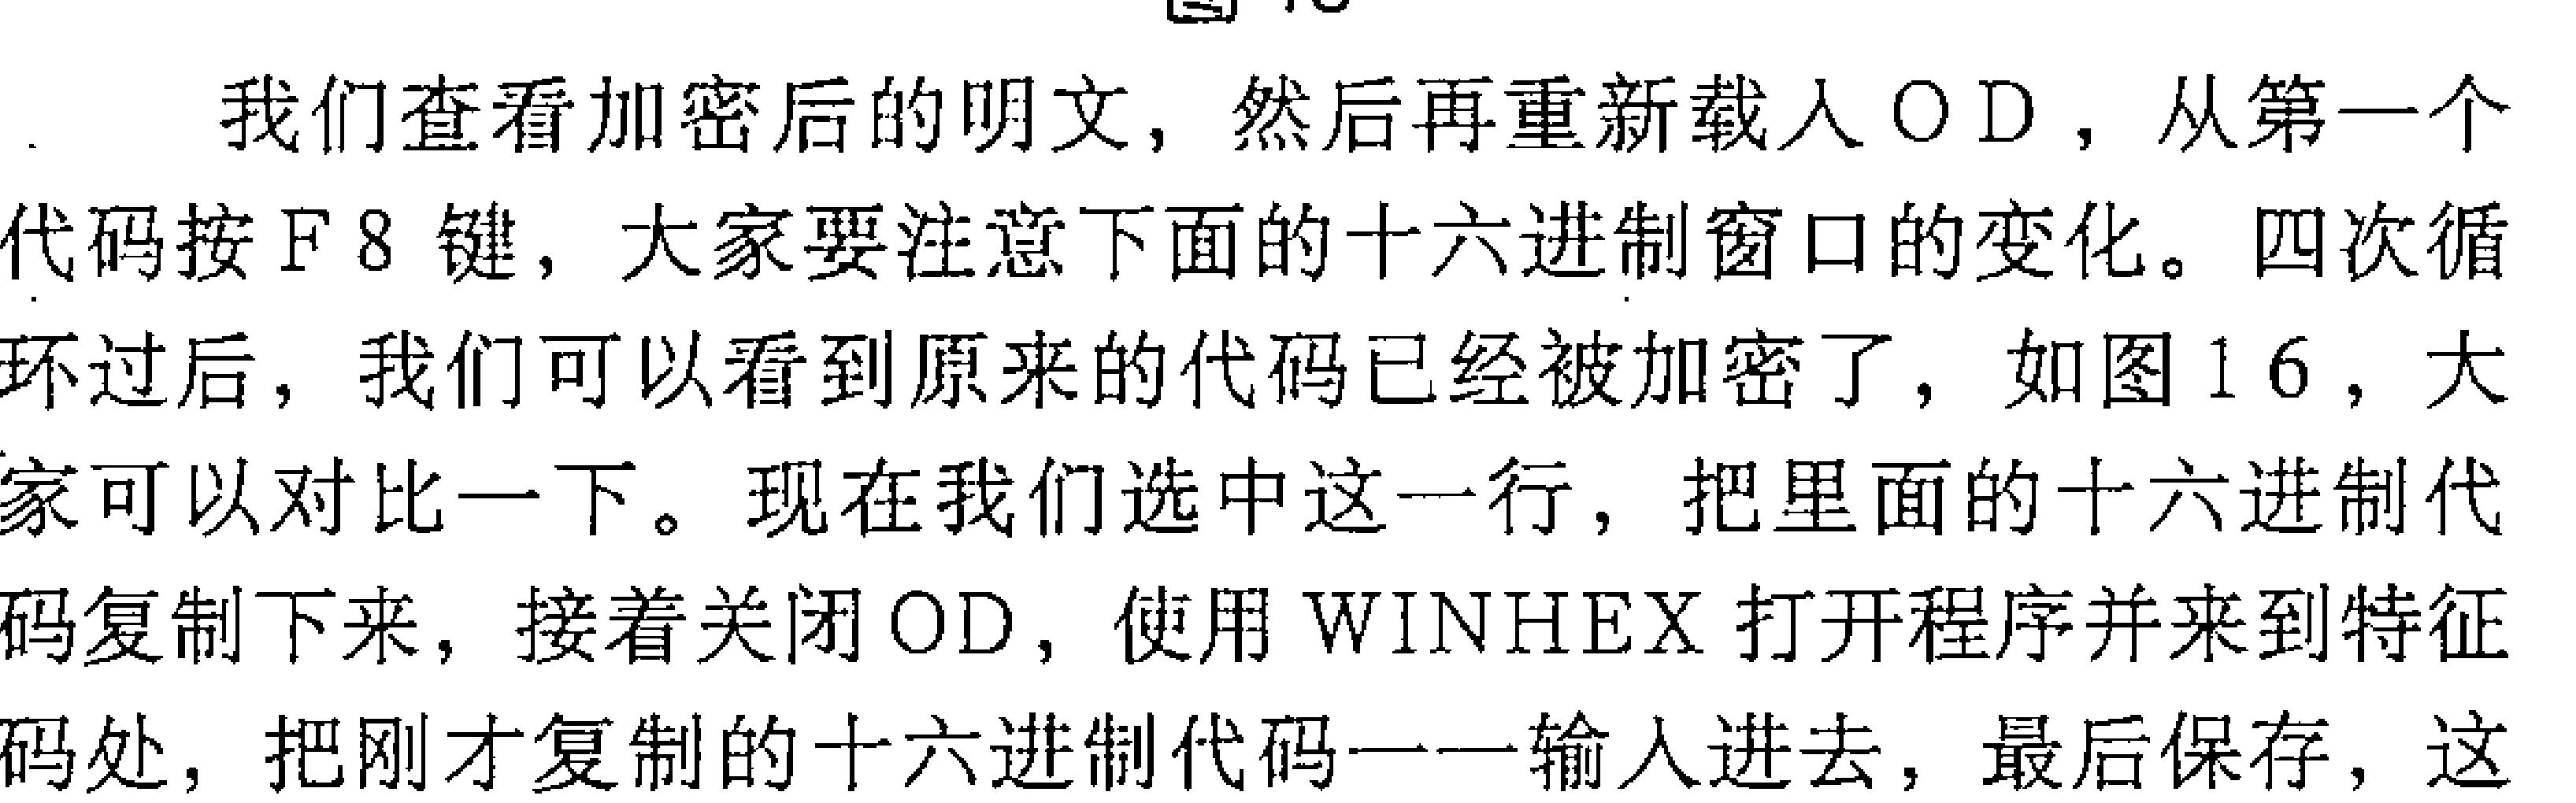 我们查看加密后的明文，然后再重新载入OD，从第一个
代码按F8键，大家要注意下面的十六进制窗口的变化。四次循
环过后，我们可以看到原来的代码已经被加密了，如图16，大
家可以对比一下。现在我们选中这一行，把里面的十六进制代
码复制下来，接着关闭OD，使用WINHEX打开程序并来到特征
码处，把刚才复制的十六进制代码一一输入进去，最后保存，这